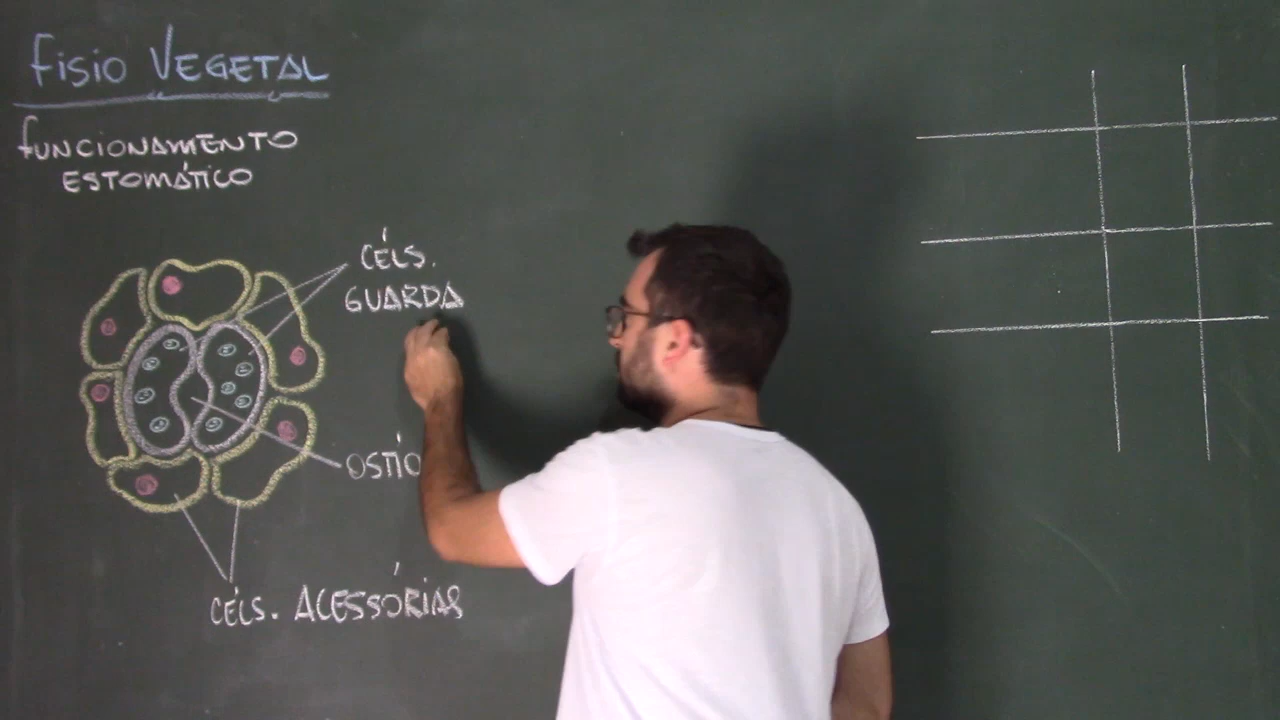 Fisio Vegetal
Funcionamento
Estomático
Céls.
Guarda
Ostío
Céls. Acessórias